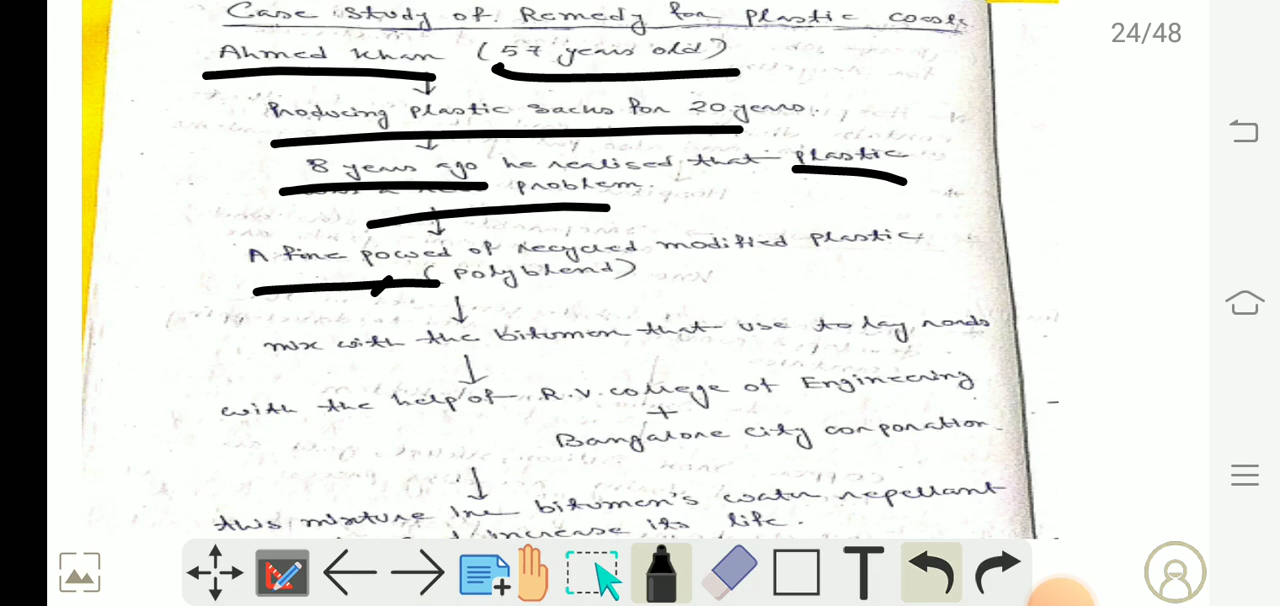 Case Study of Remedy for plastic
24/48
Ahmed Khan (57 years old)
Producing plastic sacks for 20 years.
8 years ago he realised that plastic
problem.
A fine powed of recycled modified plastic
(Polyblend)
mix with the bitumen that use to lay roads
with the help of R.V. college of Engineering
+
Bangalore city corporation.
this mixture bitumen's water repellant
increase its life.
T